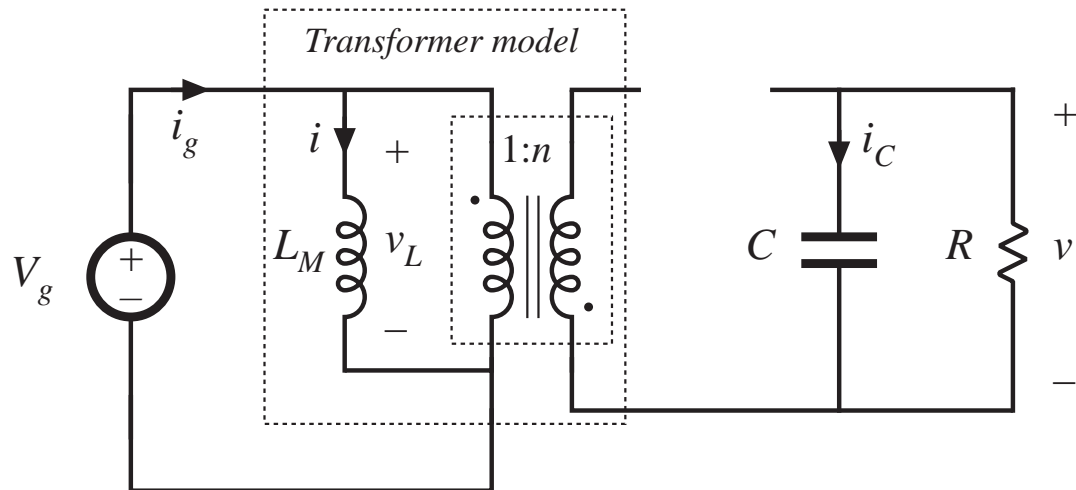 Transformer model
i_g
i
+
1:n
i_C
+
V_g
+
−
L_M
v_L
C
R
v
−
−